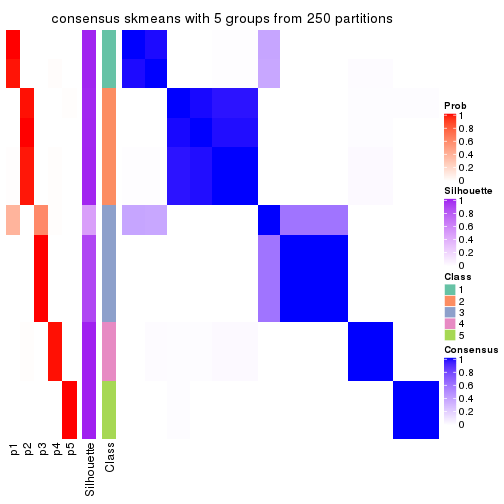 consensus skmeans with 5 groups from 250 partitions
Prob
1
0.8
0.6
0.4
0.2
0
Silhouette
1
0.8
0.6
0.4
0.2
0
Class
1
2
3
4
5
Consensus
1
0.8
0.6
0.4
0.2
0
p1
p2
p3
p4
p5
Silhouette
Class